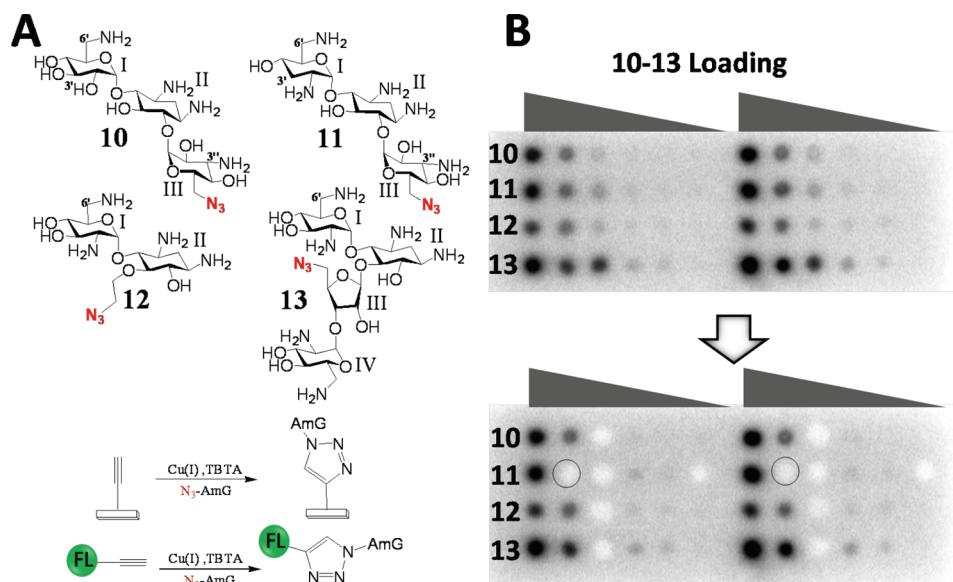 A
6' NH₂
HO
HO
3'HO
I
O
O
NH₂
II
HO
NH₂
O
10
OH
3"
NH₂
O
OH
III
N₃
6' NH₂
HO
3'
H₂N
I
O
O
NH₂
II
HO
NH₂
O
11
OH
3"
NH₂
O
OH
III
N₃
6' NH₂
I
HO
HO
NH₂
O
O
NH₂
II
O
NH₂
OH
12
N₃
6' NH₂
I
HO
HO
H₂N
O
O
NH₂
II
N₃
O
NH₂
OH
O
13
III
O
OH
H₂N
HO
HO
O
IV
H₂N
AmG
N
N
N
Cu(I) ,TBTA
N₃-AmG
FL
Cu(I) ,TBTA
FL
N
AmG
N=N
B
10-13 Loading
10
11
12
13
10
11
12
13